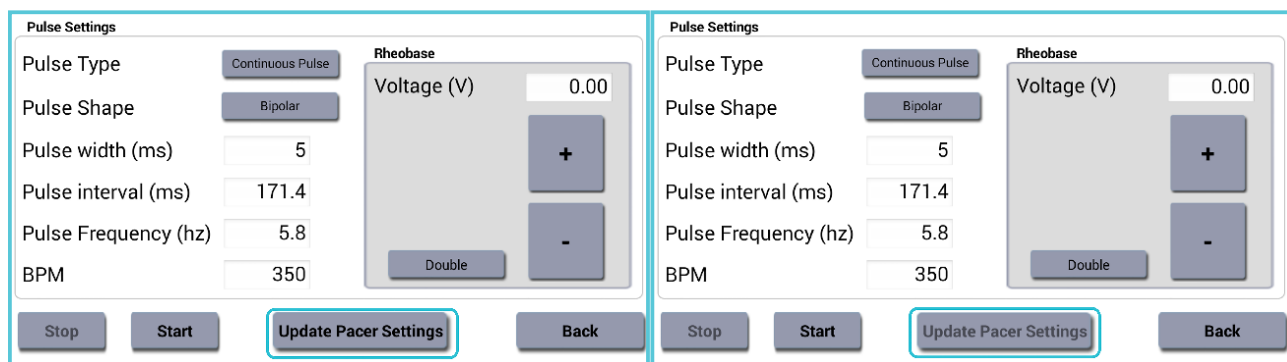 Pulse Settings
Pulse Type Continuous Pulse
Pulse Shape Bipolar
Pulse width (ms) 5
Pulse interval (ms) 171.4
Pulse Frequency (hz) 5.8
BPM 350
Rheobase
Voltage (V) 0.00
+
-
Double
Stop Start Update Pacer Settings Back
Pulse Settings
Pulse Type Continuous Pulse
Pulse Shape Bipolar
Pulse width (ms) 5
Pulse interval (ms) 171.4
Pulse Frequency (hz) 5.8
BPM 350
Rheobase
Voltage (V) 0.00
+
-
Double
Stop Start Update Pacer Settings Back